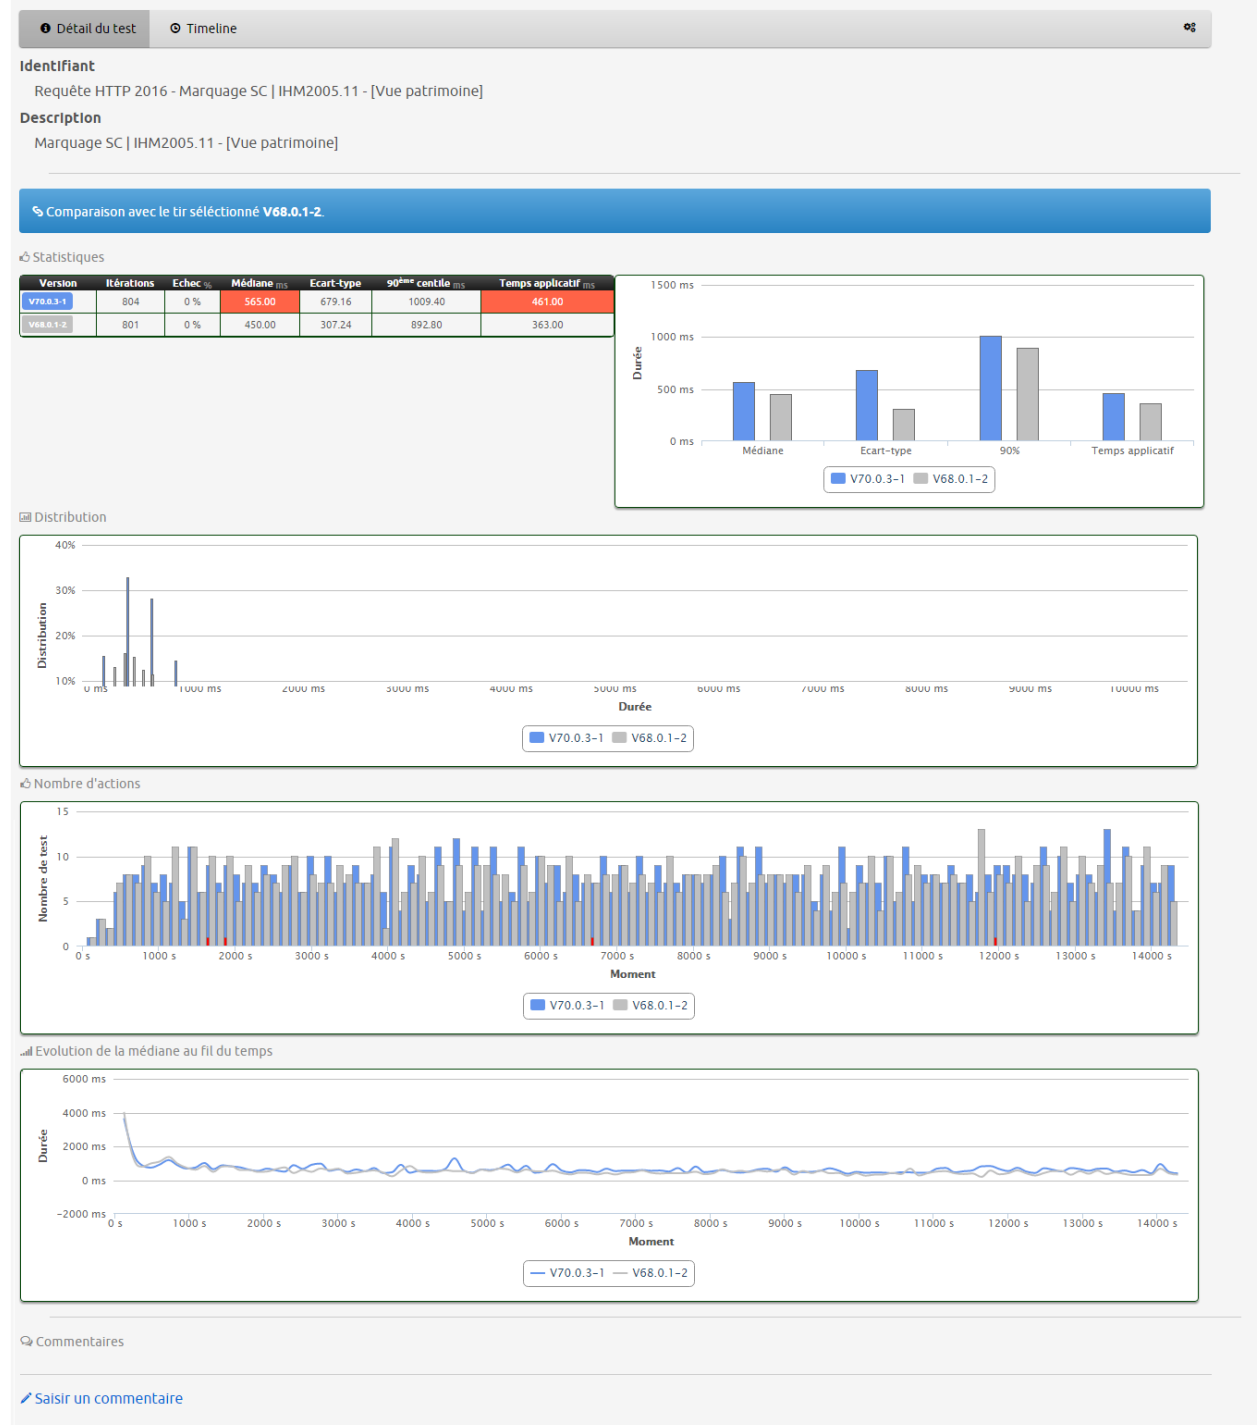 Détail du test Timeline
Identifiant
Requête HTTP 2016 - Marquage SC | IHM2005.11 - [Vue patrimoine]
Description
Marquage SC | IHM2005.11 - [Vue patrimoine]
Comparaison avec le tir séléctionné V68.0.1-2.
Statistiques
Version Itérations Echec % Médiane ms Ecart-type 90ème centile ms Temps applicatif ms
V70.0.3-1 804 0 % 565.00 679.16 1009.40 461.00
V68.0.1-2 801 0 % 450.00 307.24 892.80 363.00
1500 ms
1000 ms
500 ms
0 ms
Durée
Médiane Ecart-type 90% Temps applicatif
V70.0.3-1 V68.0.1-2
Distribution
40%
30%
20%
10%
Distribution
0 ms 1000 ms 2000 ms 3000 ms 4000 ms 5000 ms 6000 ms 7000 ms 8000 ms 9000 ms 10000 ms
Durée
V70.0.3-1 V68.0.1-2
Nombre d'actions
15
10
5
0
Nombre de test
0 s 1000 s 2000 s 3000 s 4000 s 5000 s 6000 s 7000 s 8000 s 9000 s 10000 s 11000 s 12000 s 13000 s 14000 s
Moment
V70.0.3-1 V68.0.1-2
Evolution de la médiane au fil du temps
6000 ms
4000 ms
2000 ms
0 ms
-2000 ms
Durée
0 s 1000 s 2000 s 3000 s 4000 s 5000 s 6000 s 7000 s 8000 s 9000 s 10000 s 11000 s 12000 s 13000 s 14000 s
Moment
V70.0.3-1 V68.0.1-2
Commentaires
Saisir un commentaire